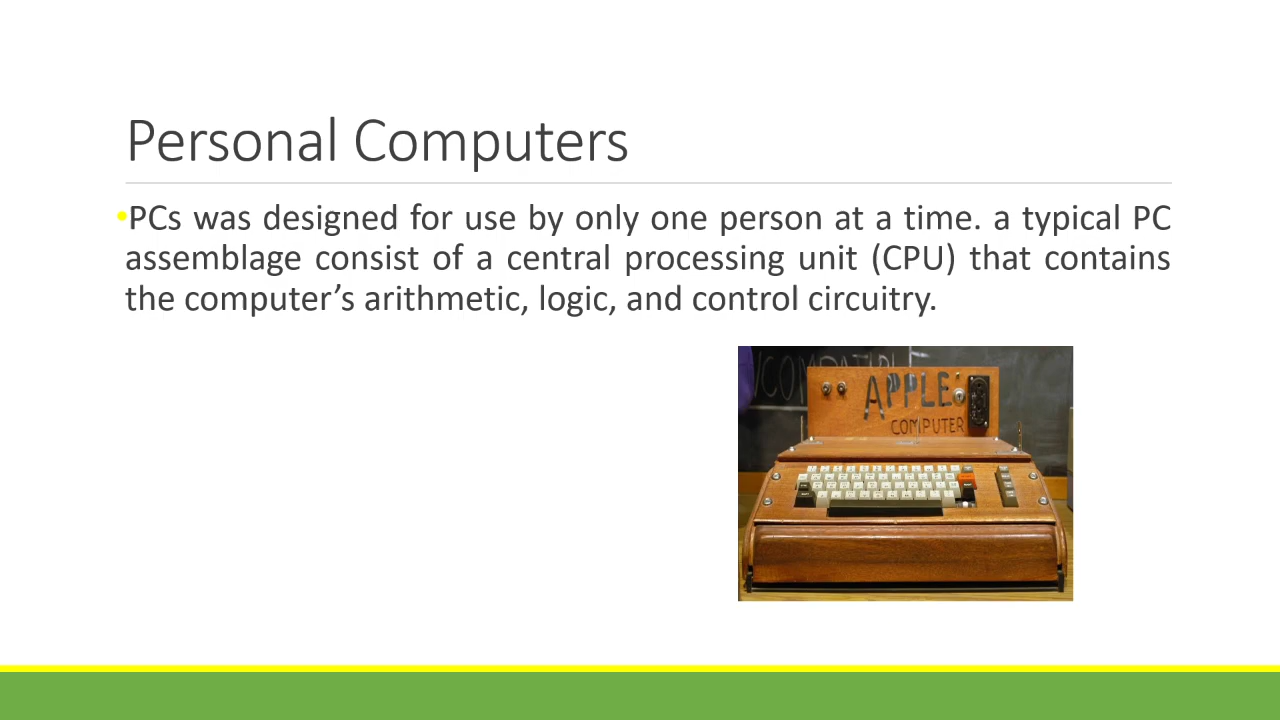 Personal Computers
•PCs was designed for use by only one person at a time. a typical PC
assemblage consist of a central processing unit (CPU) that contains
the computer’s arithmetic, logic, and control circuitry.
APPLE
COMPUTER